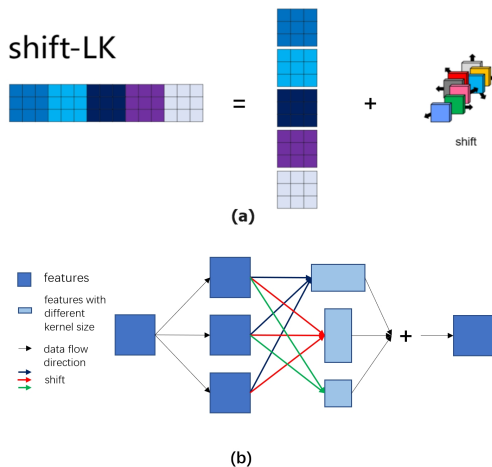 shift-LK
=
+
shift
(a)
features
features with
different
kernel size
data flow
direction
shift
+
(b)